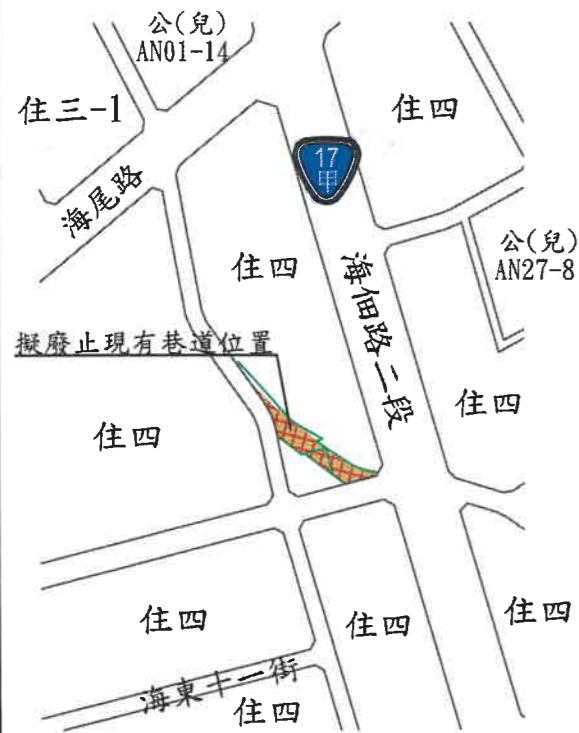 公(兒)
AN01-14
住三-1
住四
17
甲
海尾路
公(兒)
AN27-8
住四
海佃路二段
擬廢止現有巷道位置
住四
住四
住四
住四
住四
海東十一街
住四